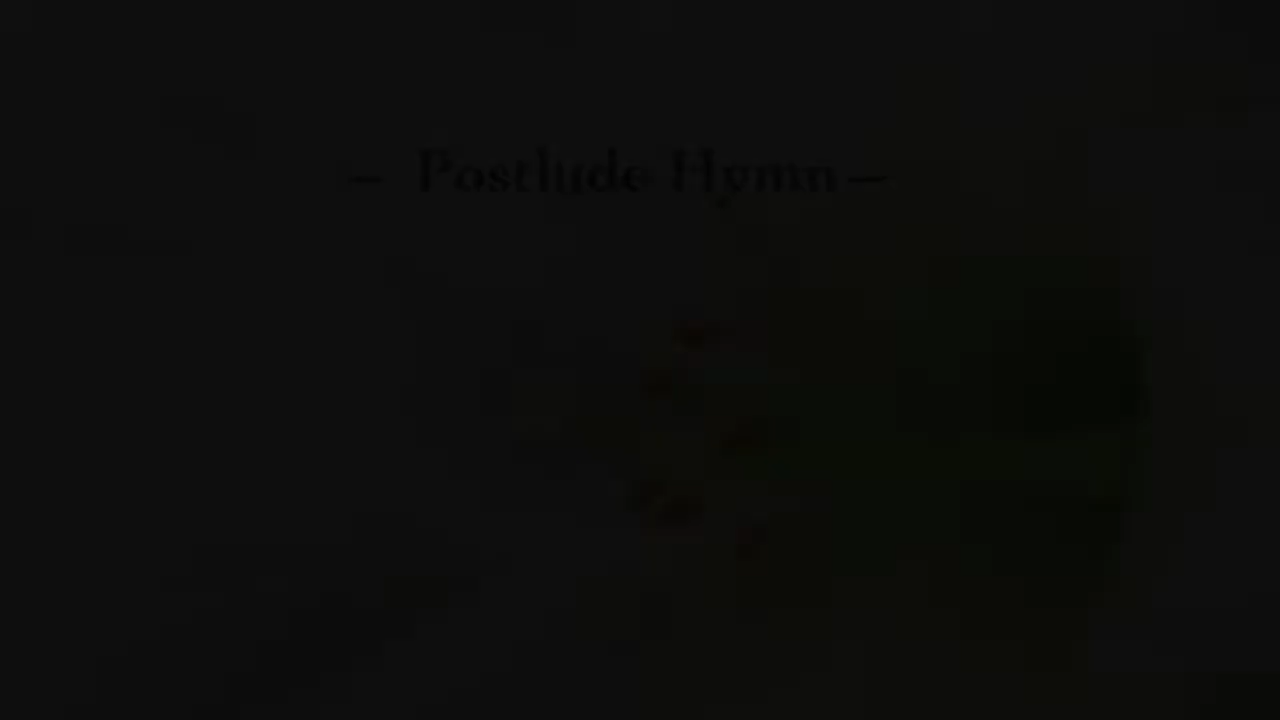 – Postlude Hymn –